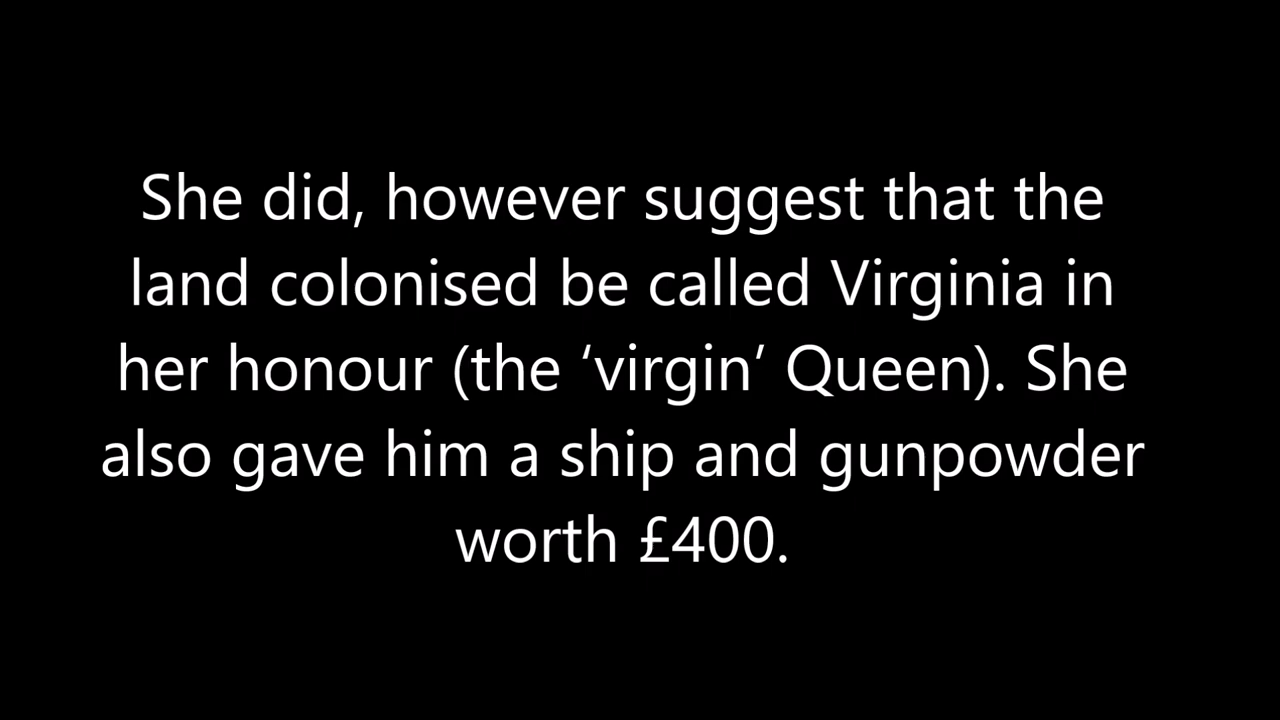 She did, however suggest that the
land colonised be called Virginia in
her honour (the ‘virgin’ Queen). She
also gave him a ship and gunpowder
worth £400.